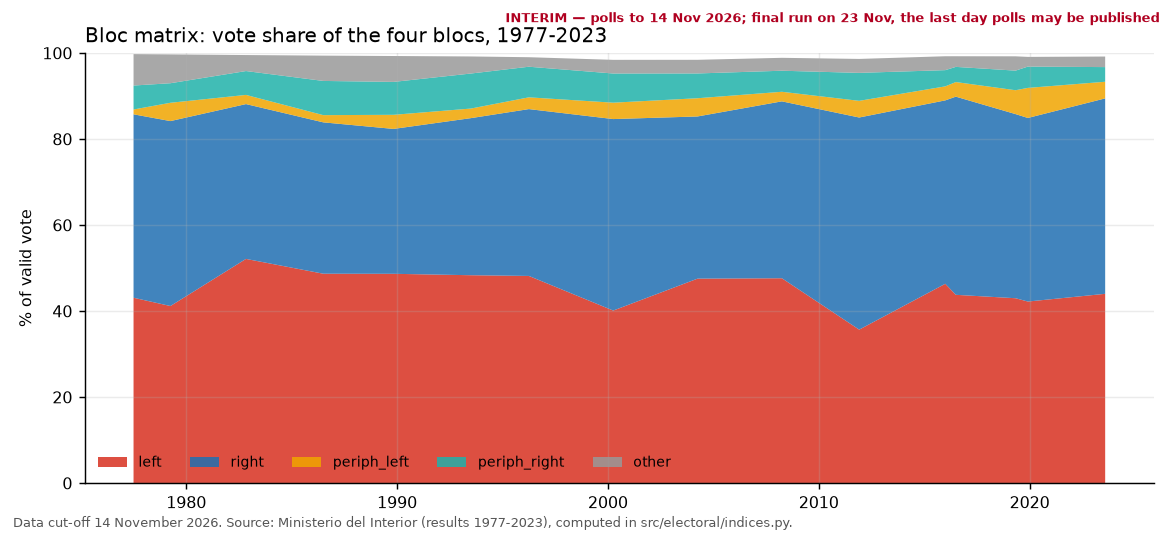 INTERIM — polls to 14 Nov 2026; final run on 23 Nov, the last day polls may be published
Bloc matrix: vote share of the four blocs, 1977-2023
100
80
60
40
20
0
% of valid vote
left right periph_left periph_right other
1980 1990 2000 2010 2020
Data cut-off 14 November 2026. Source: Ministerio del Interior (results 1977-2023), computed in src/electoral/indices.py.